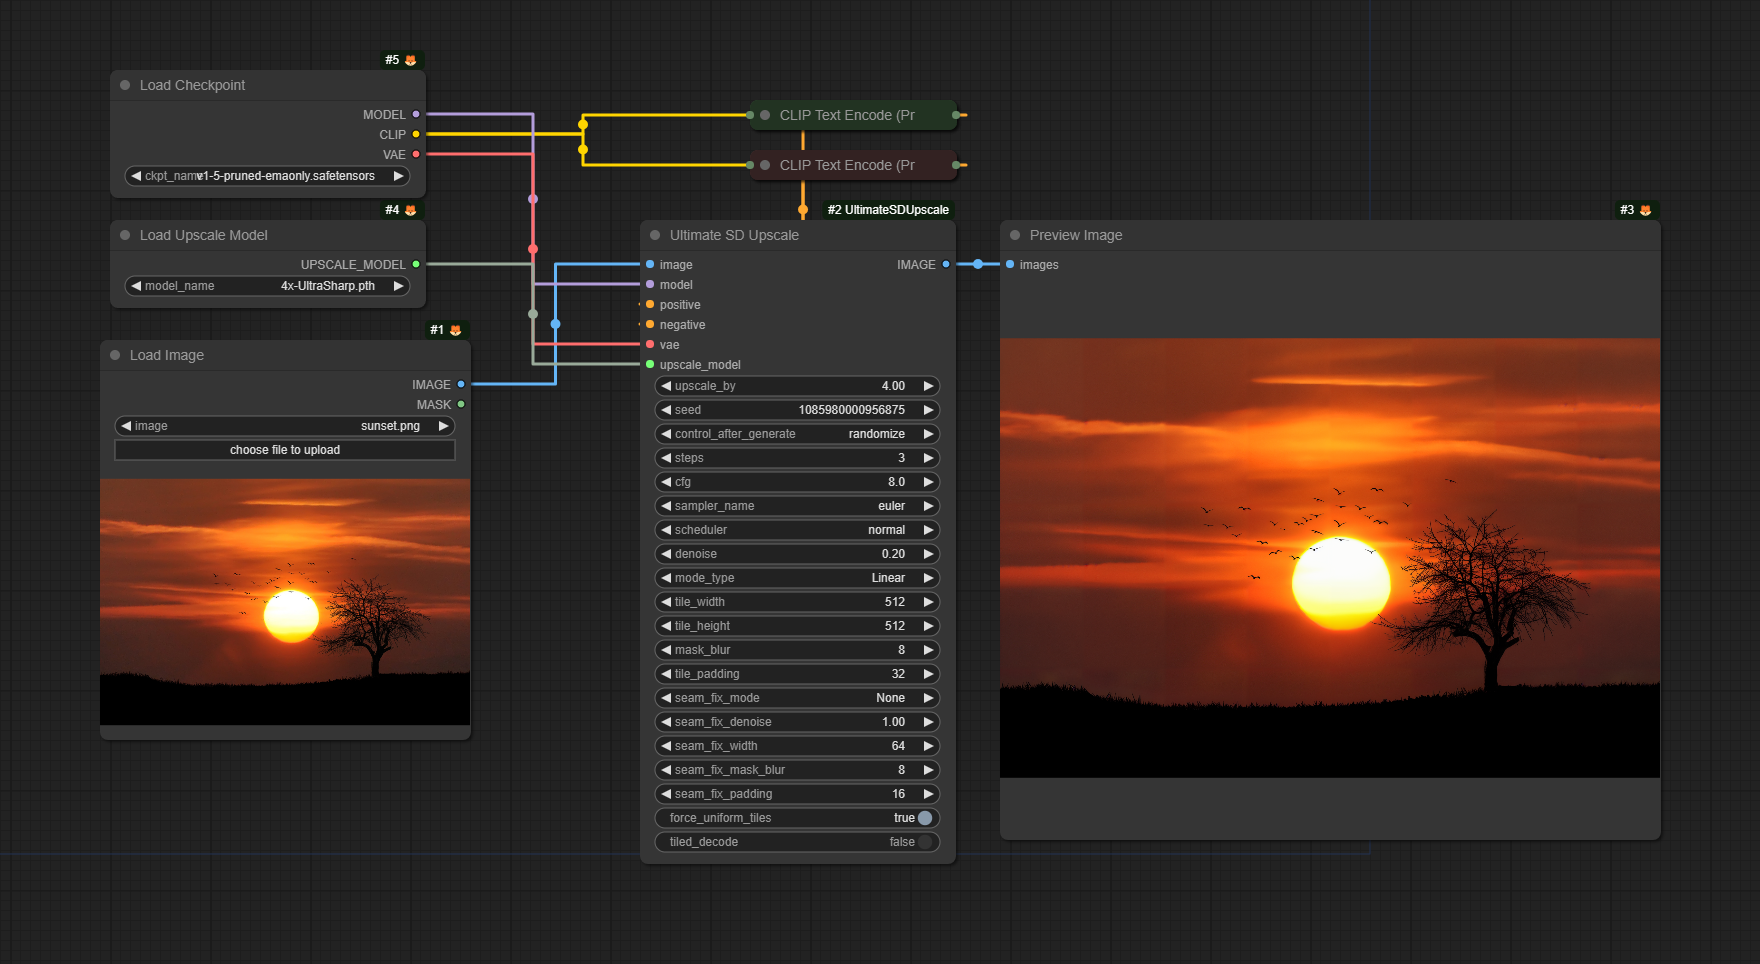 #5
Load Checkpoint
MODEL
CLIP
VAE
ckpt_name v1-5-pruned-emaonly.safetensors
#4
Load Upscale Model
UPSCALE_MODEL
model_name 4x-UltraSharp.pth
#1
Load Image
IMAGE
MASK
image sunset.png
choose file to upload
CLIP Text Encode (Pr
CLIP Text Encode (Pr
#2 UltimateSDUpscale
Ultimate SD Upscale
image IMAGE
model
positive
negative
vae
upscale_model
upscale_by 4.00
seed 1085980000956875
control_after_generate randomize
steps 3
cfg 8.0
sampler_name euler
scheduler normal
denoise 0.20
mode_type Linear
tile_width 512
tile_height 512
mask_blur 8
tile_padding 32
seam_fix_mode None
seam_fix_denoise 1.00
seam_fix_width 64
seam_fix_mask_blur 8
seam_fix_padding 16
force_uniform_tiles true
tiled_decode false
#3
Preview Image
images